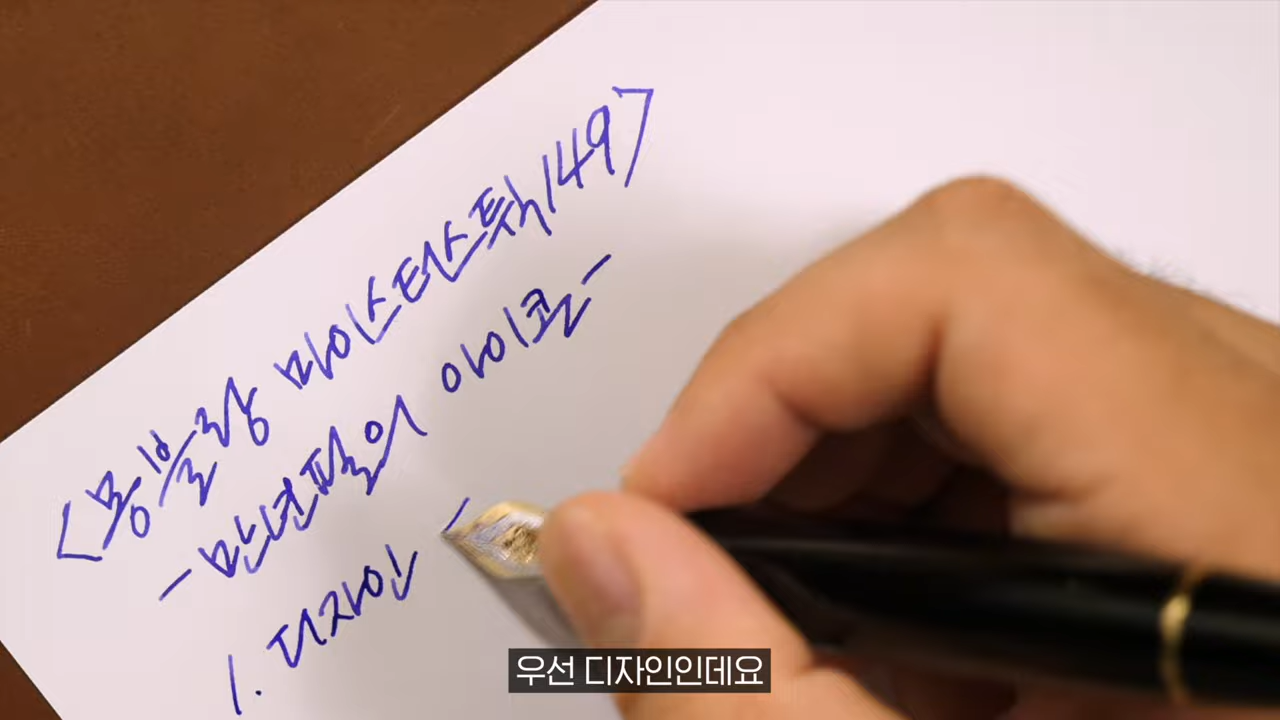 <몽블랑 마이스터스튁 149>
-만년필의 아이콘-
1. 디자인
우선 디자인인데요